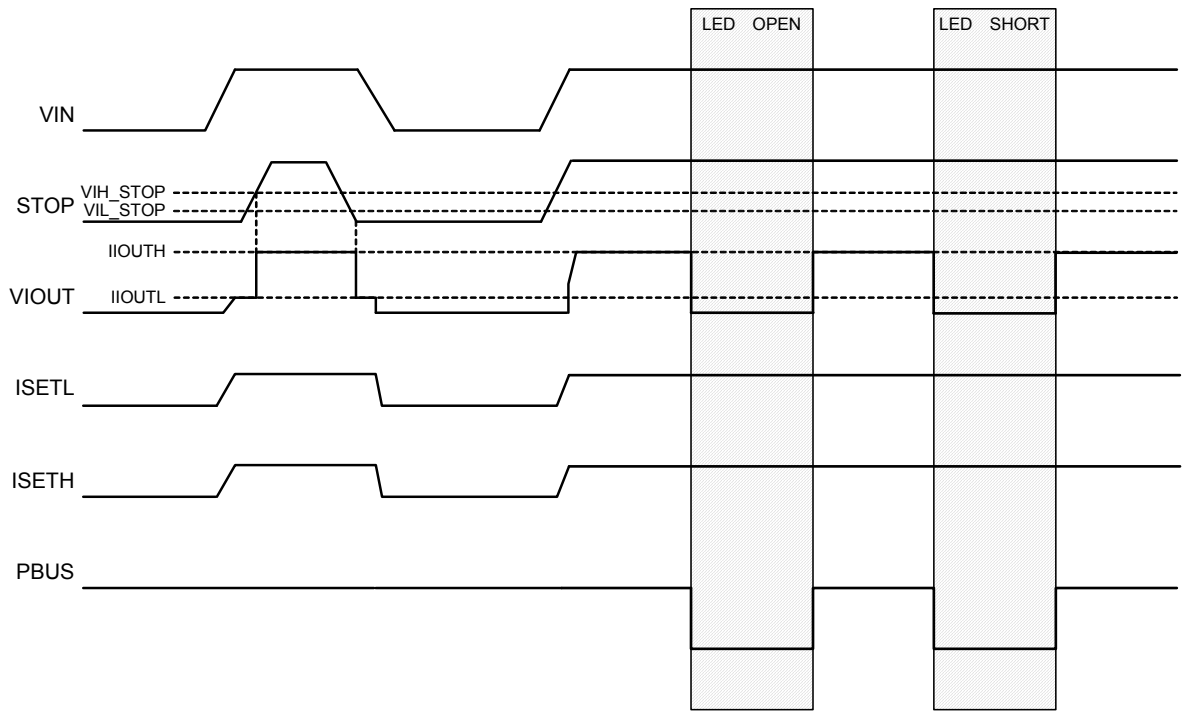 LED OPEN
LED SHORT
VIN
VIH_STOP
STOP
VIL_STOP
IIOUTH
VIOUT
IIOUTL
ISETL
ISETH
PBUS